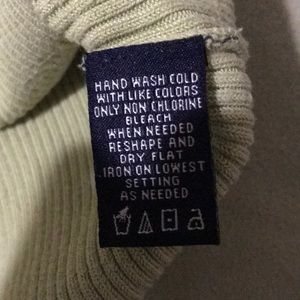 HAND WASH COLD
WITH LIKE COLORS
ONLY NON CHLORINE
BLEACH
WHEN NEEDED
RESHAPE AND
DRY FLAT
IRON ON LOWEST
SETTING
AS NEEDED